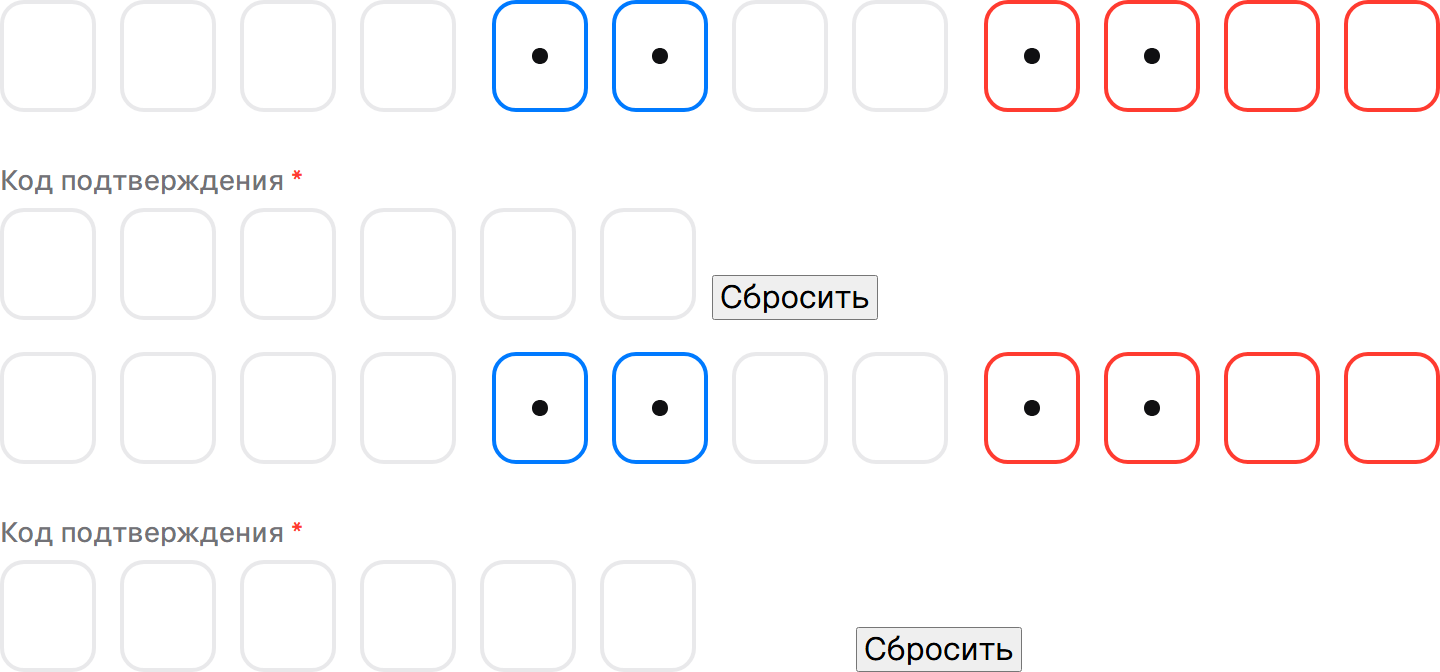 Код подтверждения *
Сбросить
Код подтверждения *
Сбросить